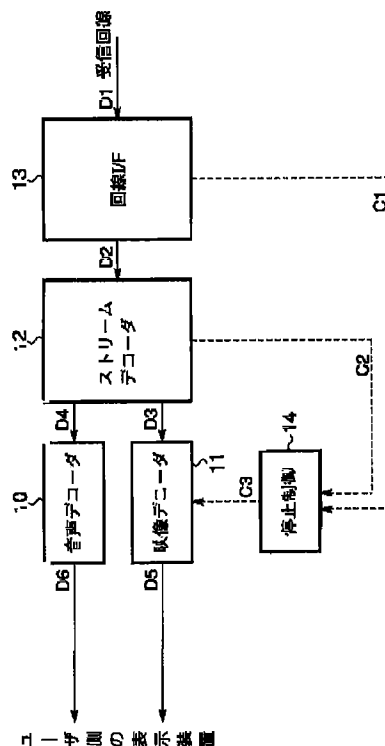 D1 受信回線
13
回線I/F
D2
C1
12
ストリーム
デコーダ
C2
D4
D3
10
音声デコーダ
11
映像デコーダ
14
停止制御
C3
D6
D5
ユーザ側の表示装置